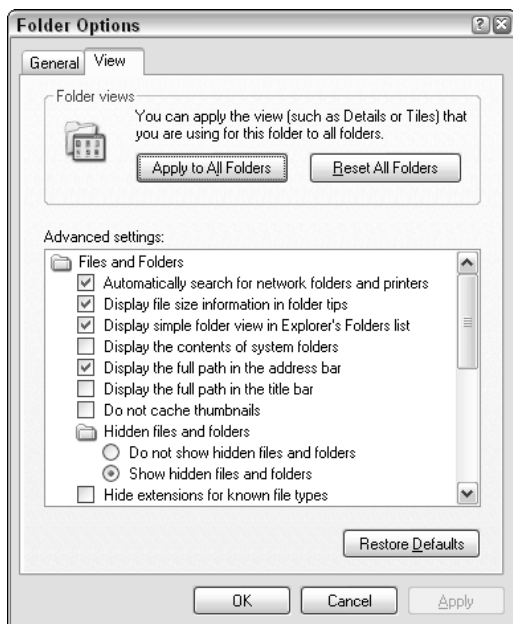 Folder Options
General View
Folder views
You can apply the view (such as Details or Tiles) that
you are using for this folder to all folders.
Apply to All Folders Reset All Folders
Advanced settings:
Files and Folders
Automatically search for network folders and printers
Display file size information in folder tips
Display simple folder view in Explorer's Folders list
Display the contents of system folders
Display the full path in the address bar
Display the full path in the title bar
Do not cache thumbnails
Hidden files and folders
Do not show hidden files and folders
Show hidden files and folders
Hide extensions for known file types
Restore Defaults
OK Cancel Apply